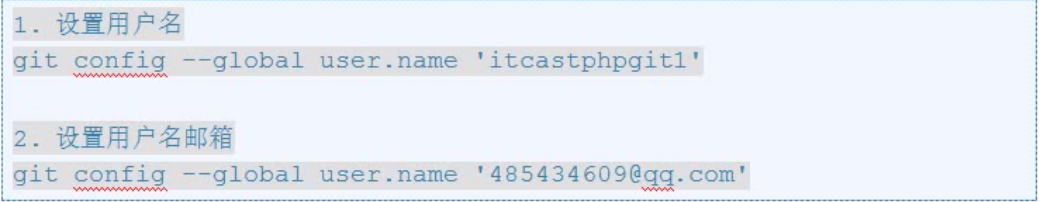 1. 设置用户名
git config --global user.name 'itcastphpgit1'
2. 设置用户名邮箱
git config --global user.name '485434609@qq.com'